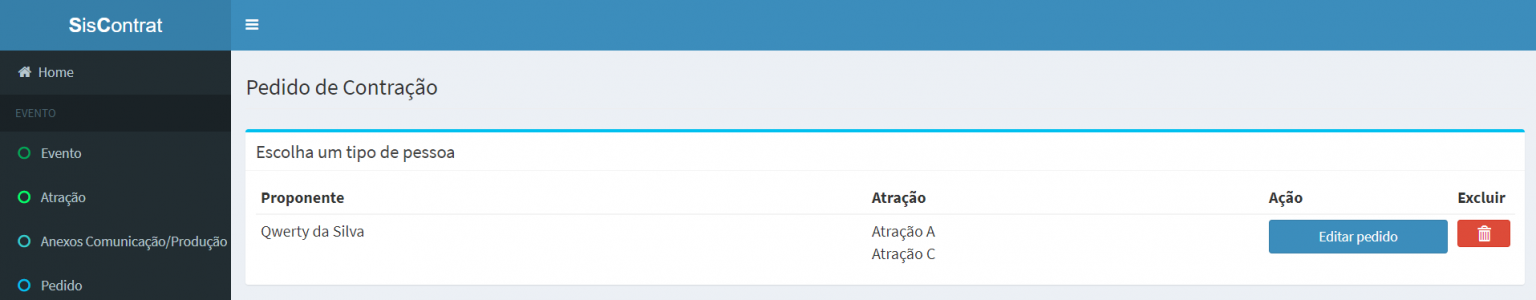 SisContrat
Home
EVENTO
Evento
Atração
Anexos Comunicação/Produção
Pedido
Pedido de Contração
Escolha um tipo de pessoa
Proponente Atração Ação Excluir
Qwerty da Silva Atração A Editar pedido
Atração C